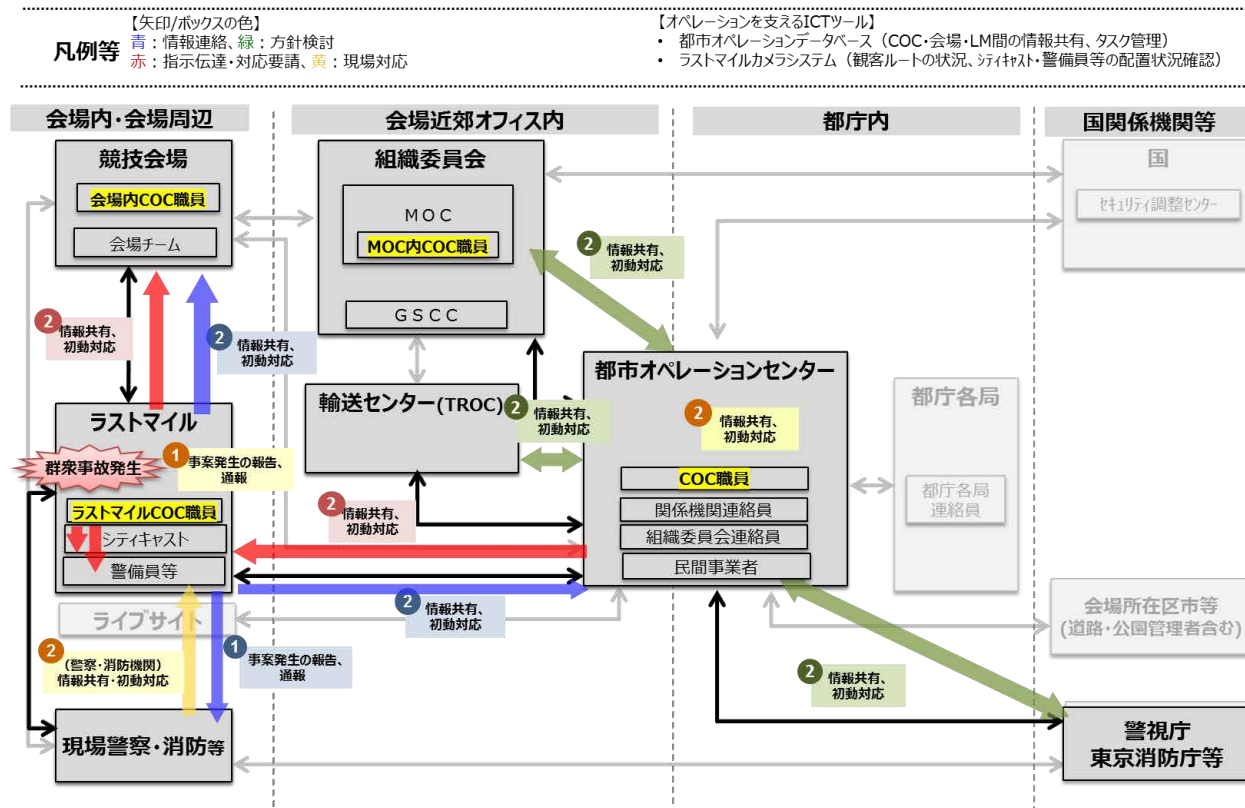 凡例等
【矢印/ボックスの色】
青：情報連絡、緑：方針検討
赤：指示伝達・対応要請、黄：現場対応
【オペレーションを支えるICTツール】
• 都市オペレーションデータベース（COC・会場・LM間の情報共有、タスク管理）
• ラストマイルカメラシステム（観客ルートの状況、シティキャスト・警備員等の配置状況確認）
会場内・会場周辺
会場近郊オフィス内
都庁内
国関係機関等
競技会場
会場内COC職員
会場チーム
組織委員会
MOC
MOC内COC職員
GSCC
国
セキュリティ調整センター
2 情報共有、
初動対応
2 情報共有、
初動対応
2 情報共有、
初動対応
輸送センター(TROC)
2 情報共有、
初動対応
都市オペレーションセンター
2 情報共有、
初動対応
COC職員
関係機関連絡員
組織委員会連絡員
民間事業者
都庁各局
都庁各局
連絡員
ラストマイル
群衆事故発生
1 事案発生の報告、
通報
ラストマイルCOC職員
シティキャスト
警備員等
2 情報共有、
初動対応
ライブサイト
2 情報共有、
初動対応
会場所在区市等
(道路・公園管理者含む)
2 (警察・消防機関)
情報共有・初動対応
1 事案発生の報告、
通報
2 情報共有、
初動対応
現場警察・消防等
警視庁
東京消防庁等